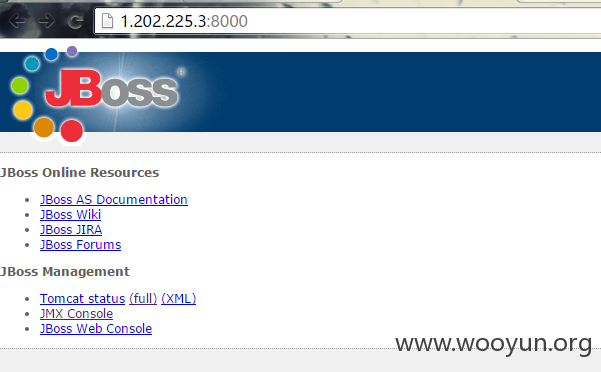 1.202.225.3:8000
JBoss®
JBoss Online Resources
JBoss AS Documentation
JBoss Wiki
JBoss JIRA
JBoss Forums
JBoss Management
Tomcat status (full) (XML)
JMX Console
JBoss Web Console
www.wooyun.org